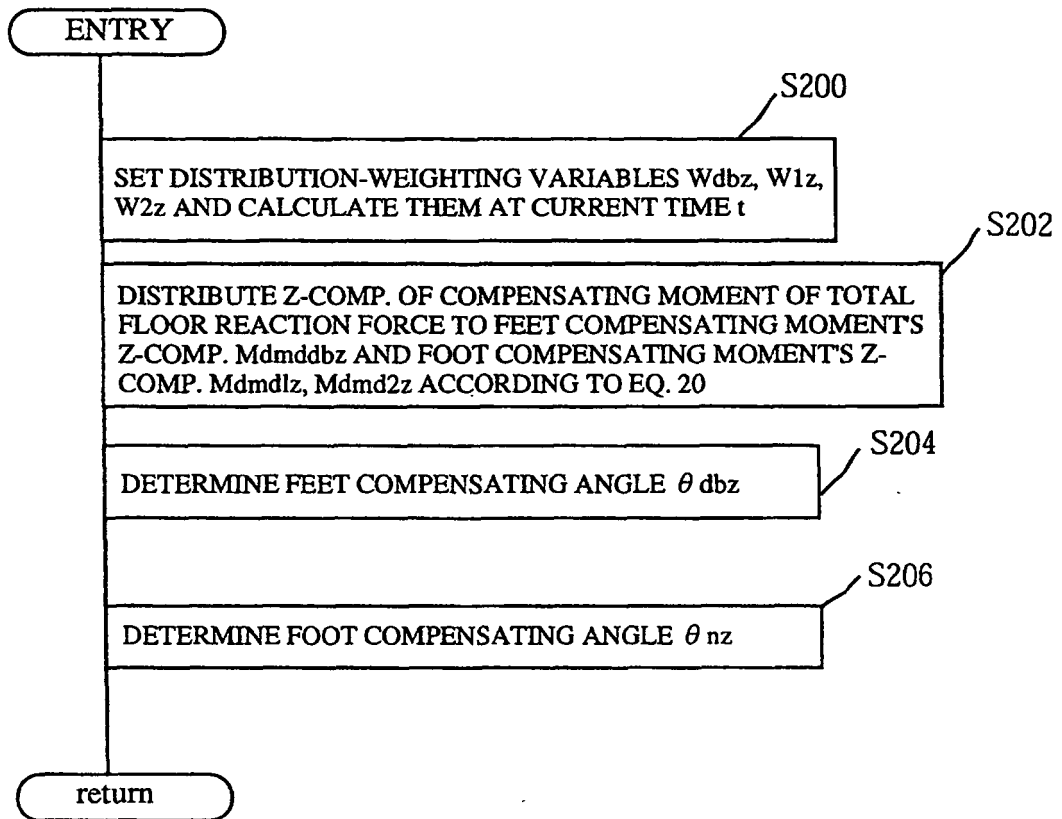 ENTRY
S200
SET DISTRIBUTION-WEIGHTING VARIABLES Wdbz, W1z,
W2z AND CALCULATE THEM AT CURRENT TIME t
S202
DISTRIBUTE Z-COMP. OF COMPENSATING MOMENT OF TOTAL
FLOOR REACTION FORCE TO FEET COMPENSATING MOMENT'S
Z-COMP. Mdmddbz AND FOOT COMPENSATING MOMENT'S Z-
COMP. Mdmdlz, Mdmd2z ACCORDING TO EQ. 20
S204
DETERMINE FEET COMPENSATING ANGLE θ dbz
S206
DETERMINE FOOT COMPENSATING ANGLE θ nz
return